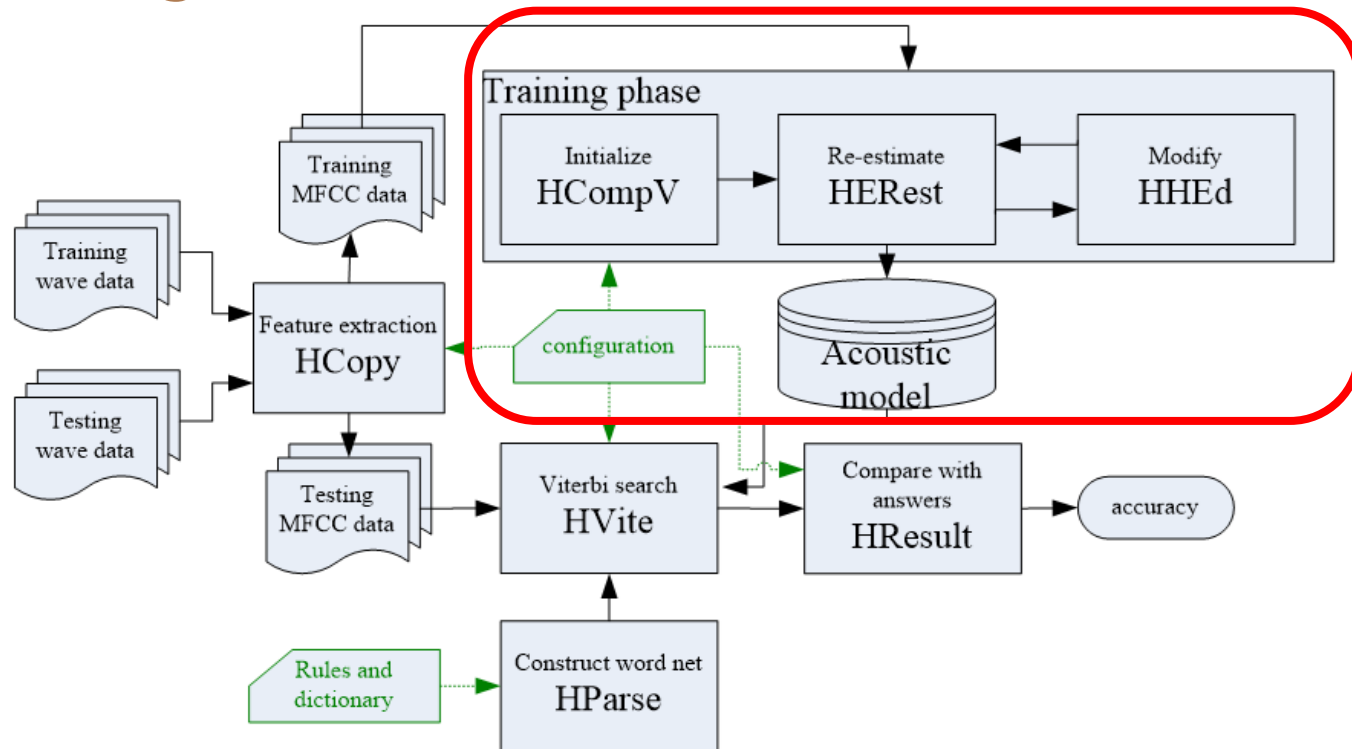 Training phase
Initialize
HCompV
Re-estimate
HERest
Modify
HHEd
Training
MFCC data
Training
wave data
Feature extraction
HCopy
configuration
Acoustic
model
Testing
wave data
Testing
MFCC data
Viterbi search
HVite
Compare with
answers
HResult
accuracy
Rules and
dictionary
Construct word net
HParse